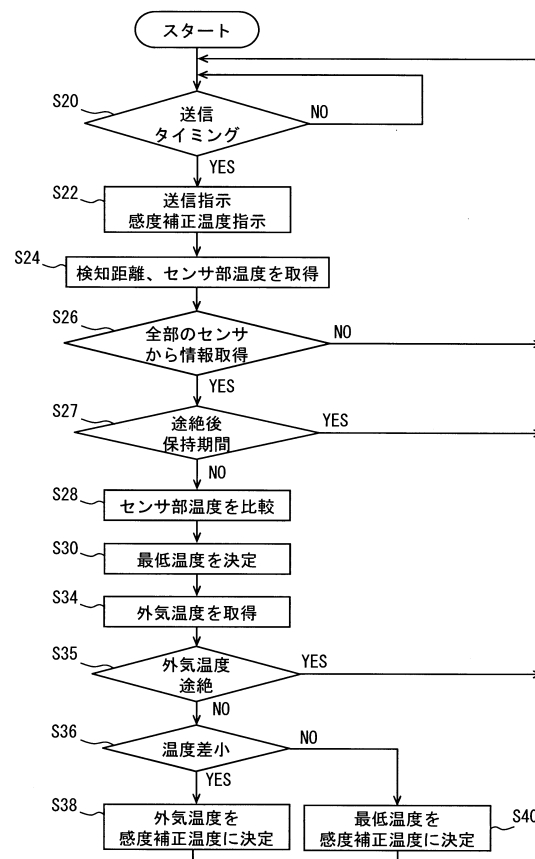 スタート
S20
送信
タイミング
NO
YES
S22
送信指示
感度補正温度指示
S24
検知距離、センサ部温度を取得
S26
全部のセンサ
から情報取得
NO
YES
S27
途絶後
保持期間
YES
NO
S28
センサ部温度を比較
S30
最低温度を決定
S34
外気温度を取得
S35
外気温度
途絶
YES
NO
S36
温度差小
NO
YES
S38
外気温度を
感度補正温度に決定
最低温度を
感度補正温度に決定
S40